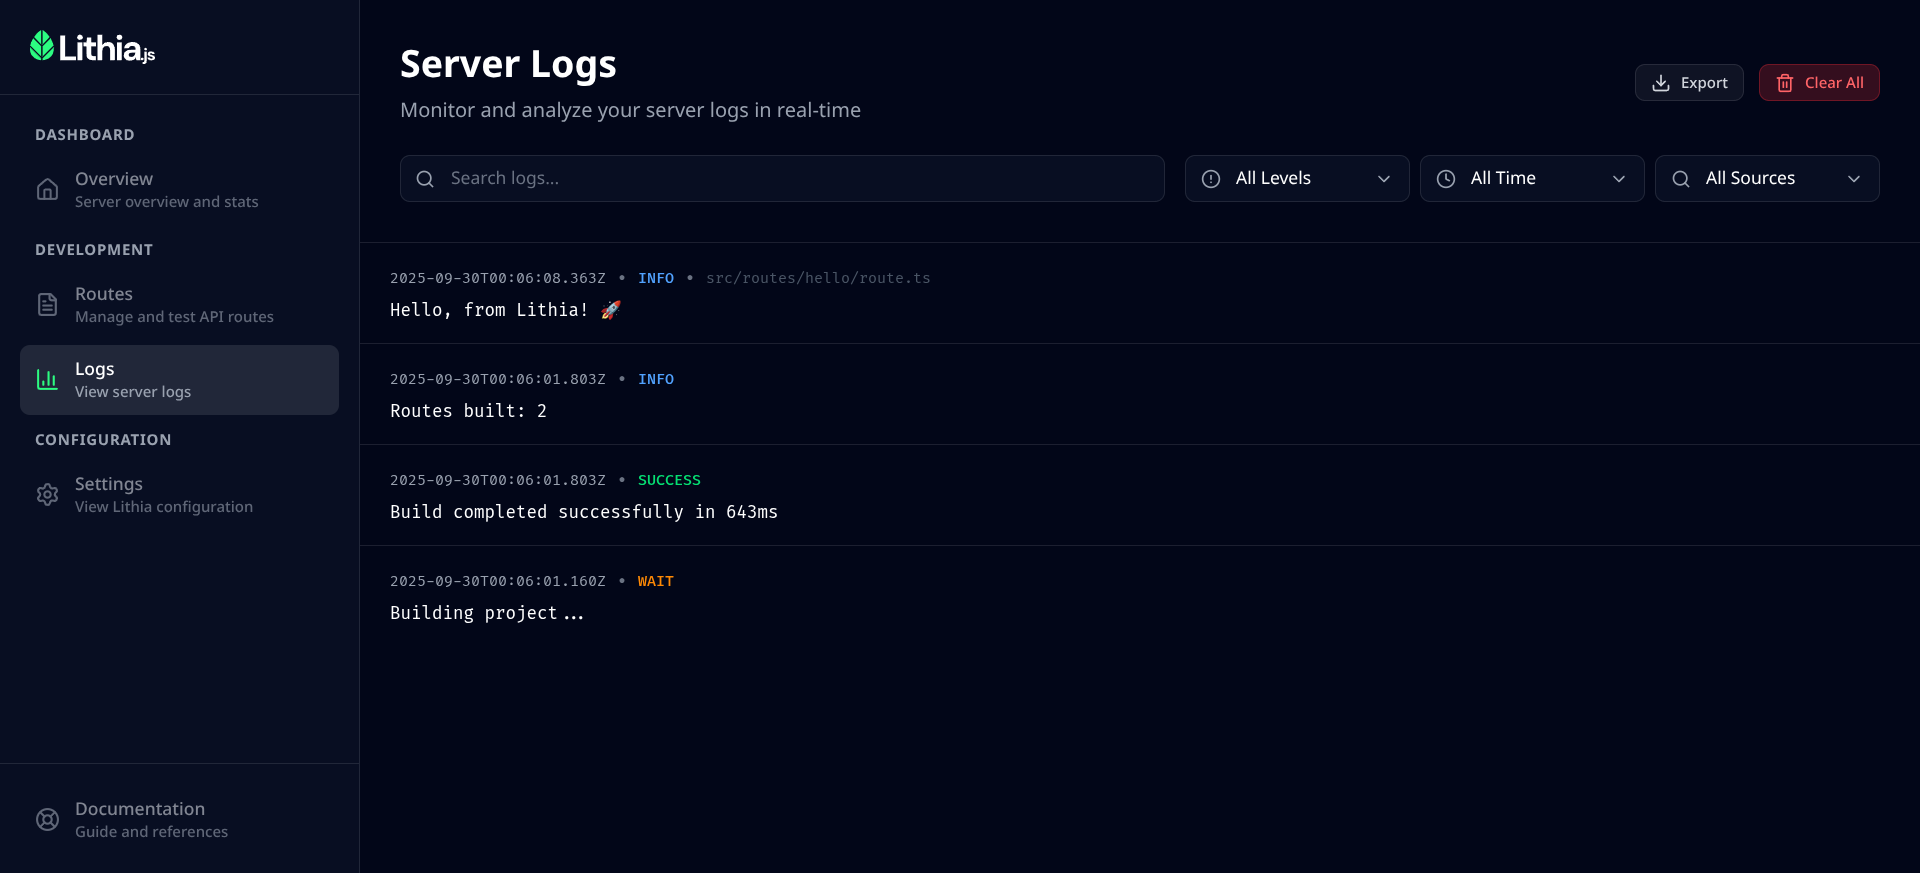 Lithia.js
DASHBOARD
Overview
Server overview and stats
DEVELOPMENT
Routes
Manage and test API routes
Logs
View server logs
CONFIGURATION
Settings
View Lithia configuration
Documentation
Guide and references
Server Logs
Monitor and analyze your server logs in real-time
Export
Clear All
Search logs...
All Levels
All Time
All Sources
2025-09-30T00:06:08.363Z • INFO • src/routes/hello/route.ts
Hello, from Lithia! 🚀
2025-09-30T00:06:01.803Z • INFO
Routes built: 2
2025-09-30T00:06:01.803Z • SUCCESS
Build completed successfully in 643ms
2025-09-30T00:06:01.160Z • WAIT
Building project...